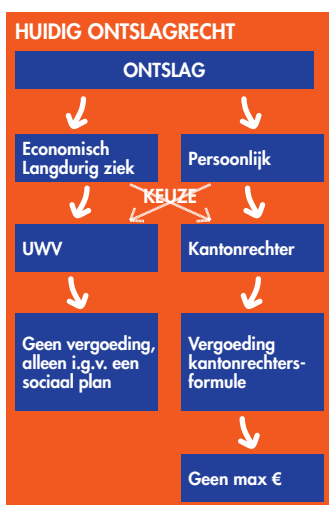 HUIDIG ONTSLAGRECHT
ONTSLAG
Economisch
Langdurig ziek
Persoonlijk
KEUZE
UWV
Kantonrechter
Geen vergoeding,
alleen i.g.v. een
sociaal plan
Vergoeding
kantonrechters-
formule
Geen max €